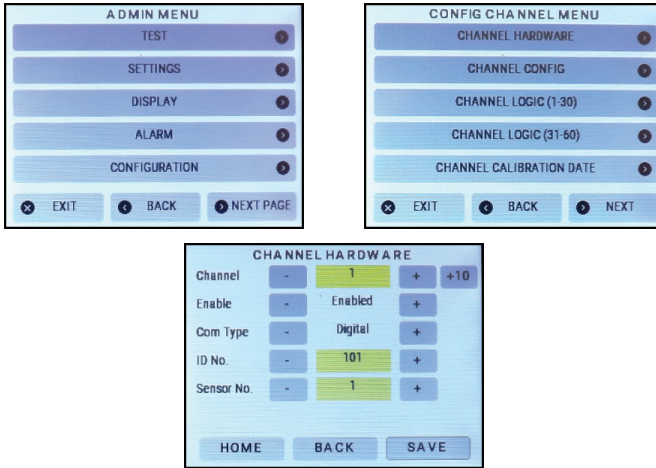 ADMIN MENU
TEST
SETTINGS
DISPLAY
ALARM
CONFIGURATION
EXIT BACK NEXT PAGE
CONFIG CHANNEL MENU
CHANNEL HARDWARE
CHANNEL CONFIG
CHANNEL LOGIC (1-30)
CHANNEL LOGIC (31-60)
CHANNEL CALIBRATION DATE
EXIT BACK NEXT
CHANNEL HARDWARE
Channel - 1 + +10
Enable - Enabled +
Com Type - Digital +
ID No. - 101 +
Sensor No. - 1 +
HOME BACK SAVE